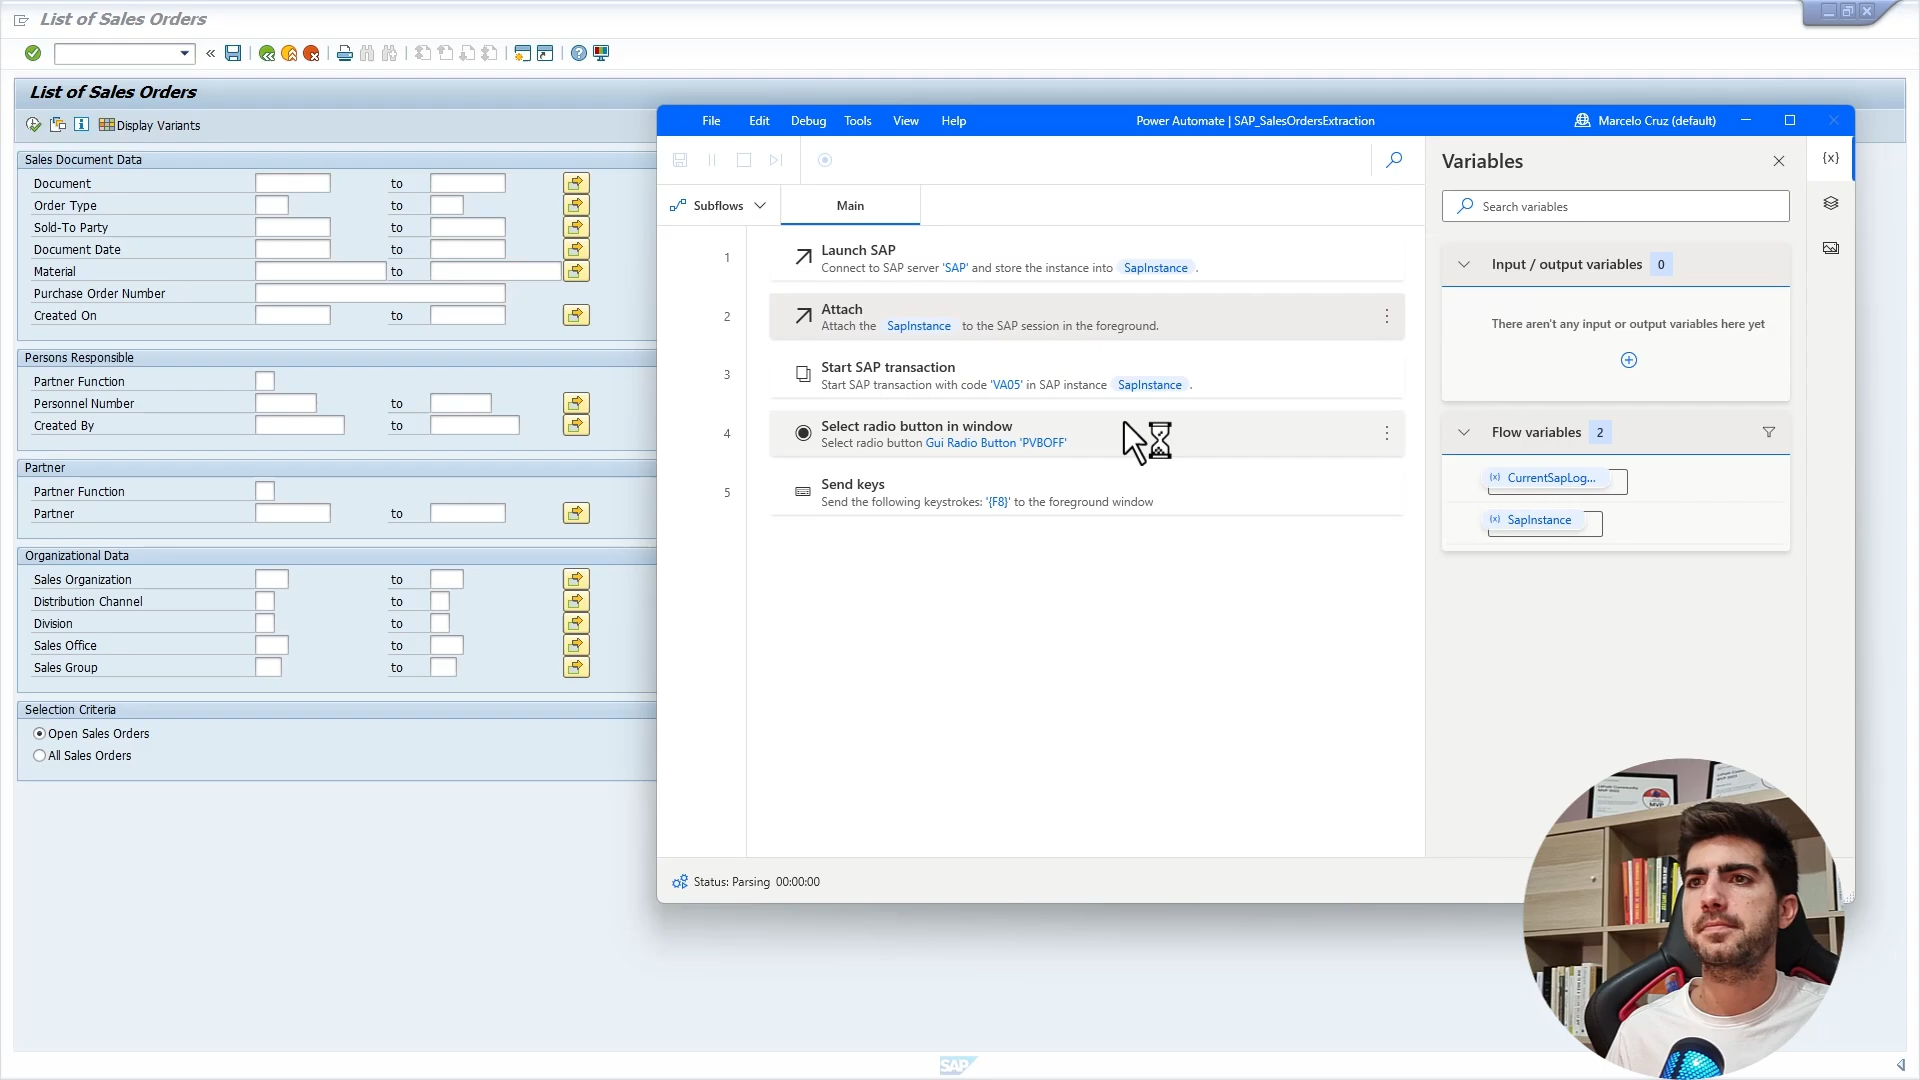 List of Sales Orders
List of Sales Orders
Display Variants
Sales Document Data
Document to
Order Type to
Sold-To Party to
Document Date to
Material to
Purchase Order Number
Created On to
Persons Responsible
Partner Function
Personnel Number to
Created By to
Partner
Partner Function
Partner to
Organizational Data
Sales Organization to
Distribution Channel to
Division to
Sales Office to
Sales Group to
Selection Criteria
Open Sales Orders
All Sales Orders
SAP
File Edit Debug Tools View Help Power Automate | SAP_SalesOrdersExtraction Marcelo Cruz (default)
Subflows Main
1 Launch SAP
Connect to SAP server 'SAP' and store the instance into SapInstance .
2 Attach
Attach the SapInstance to the SAP session in the foreground.
3 Start SAP transaction
Start SAP transaction with code 'VA05' in SAP instance SapInstance .
4 Select radio button in window
Select radio button Gui Radio Button 'PVBOFF'
5 Send keys
Send the following keystrokes: '{F8}' to the foreground window
Status: Parsing 00:00:00
Variables {x}
Search variables
Input / output variables 0
There aren't any input or output variables here yet
Flow variables 2
(x) CurrentSapLog...
(x) SapInstance